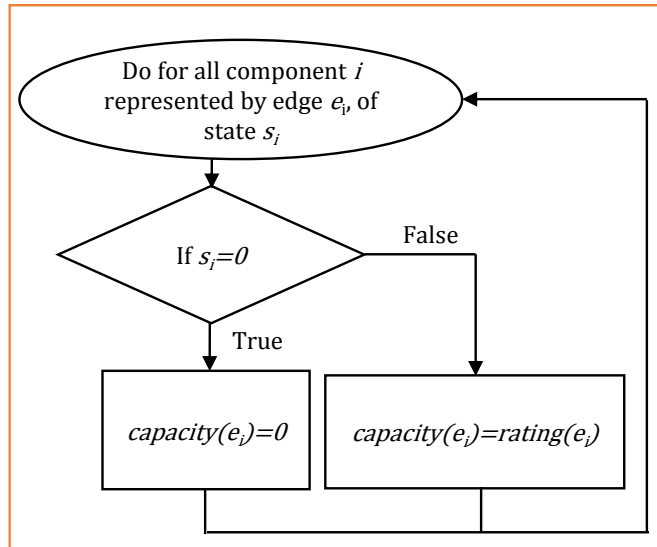 Do for all component i
represented by edge eᵢ, of
state sᵢ
If sᵢ=0
False
True
capacity(eᵢ)=0
capacity(eᵢ)=rating(eᵢ)